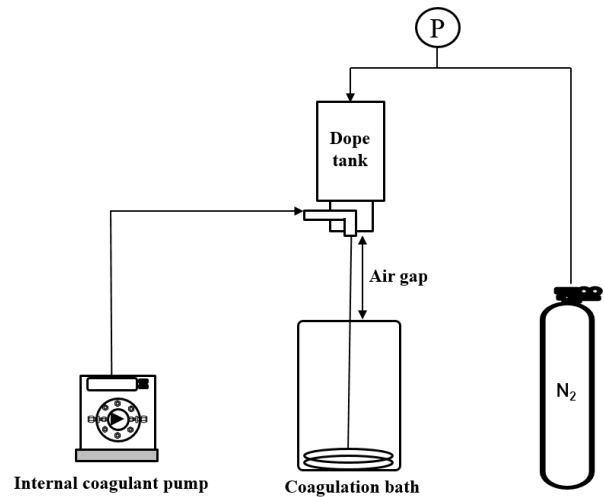 P
Dope
tank
Air gap
N₂
Internal coagulant pump
Coagulation bath